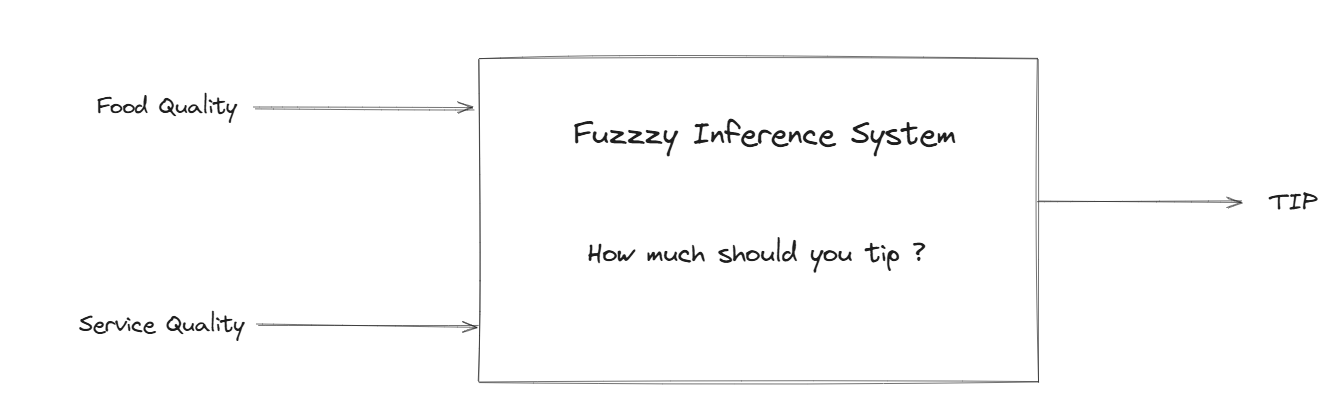 Food Quality
Fuzzzy Inference System
TIP
How much should you tip ?
Service Quality